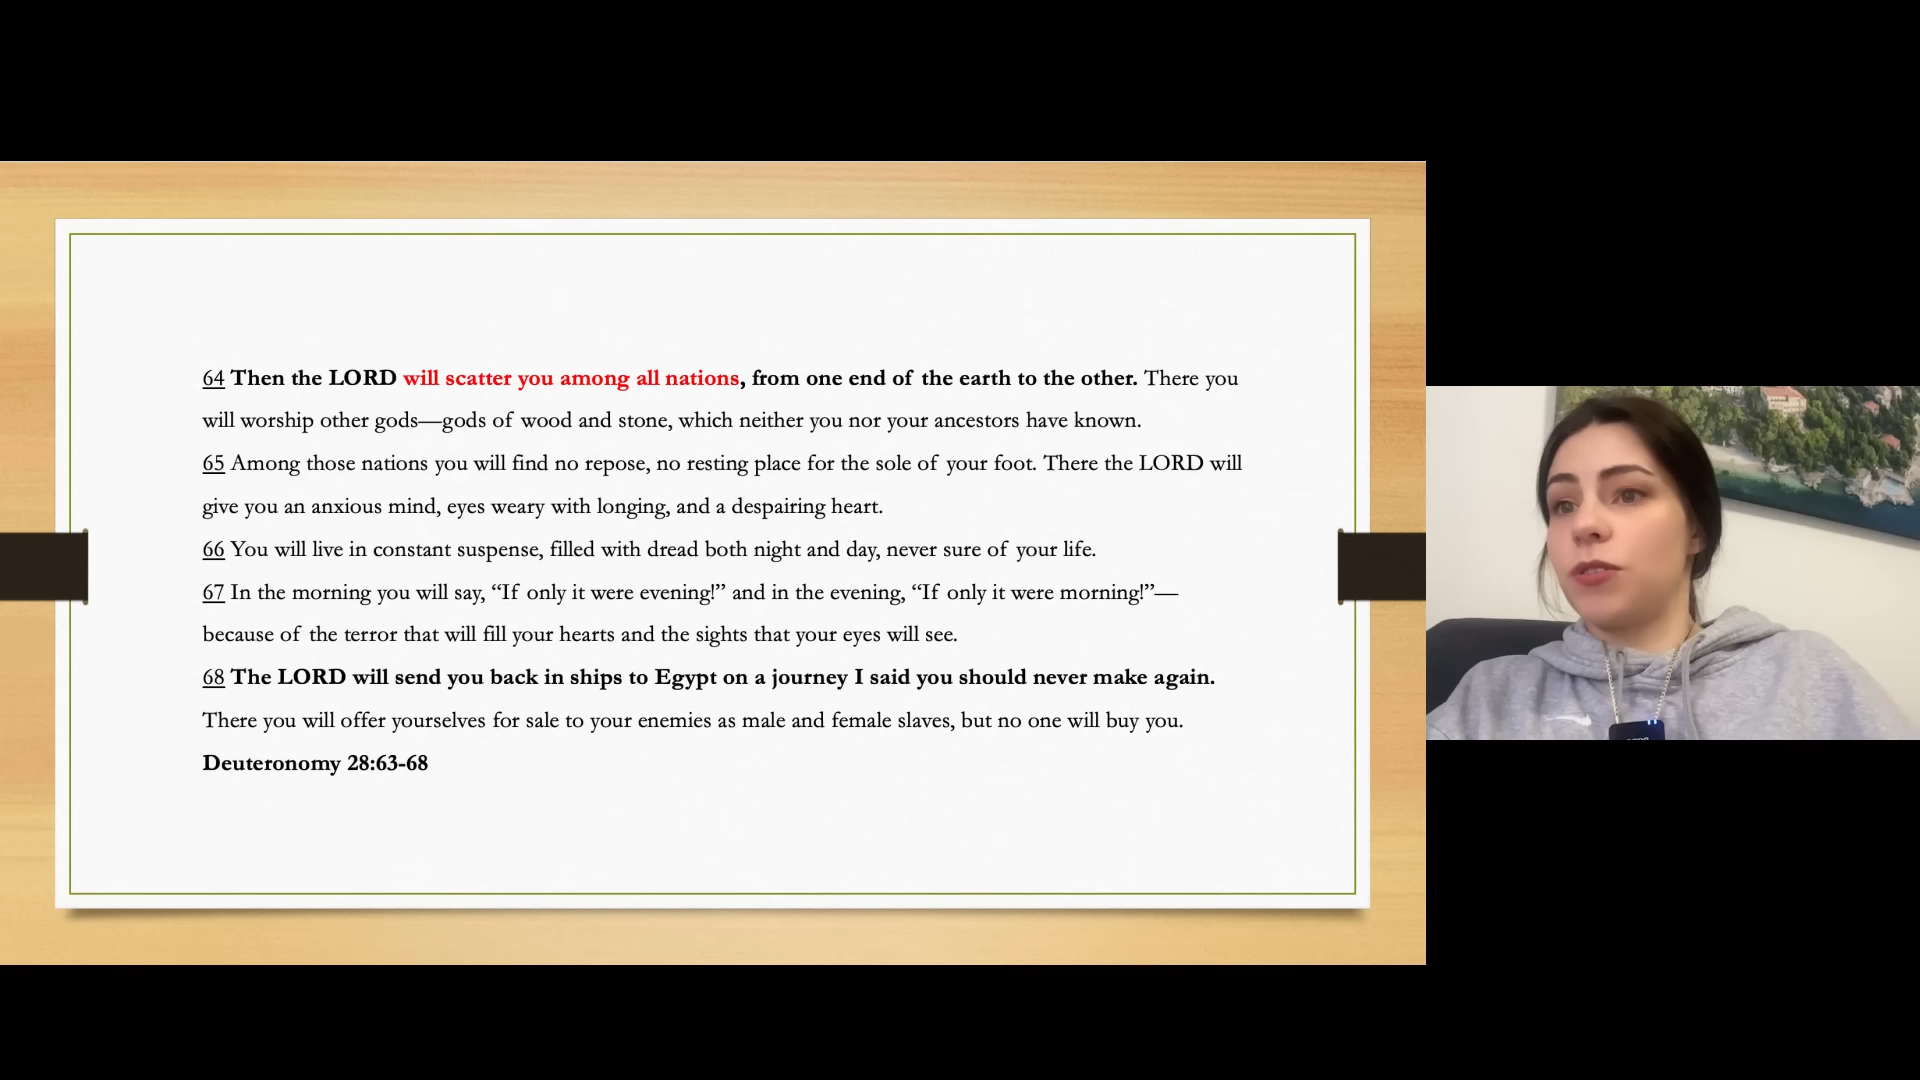 64 Then the LORD will scatter you among all nations, from one end of the earth to the other. There you
will worship other gods—gods of wood and stone, which neither you nor your ancestors have known.
65 Among those nations you will find no repose, no resting place for the sole of your foot. There the LORD will
give you an anxious mind, eyes weary with longing, and a despairing heart.
66 You will live in constant suspense, filled with dread both night and day, never sure of your life.
67 In the morning you will say, “If only it were evening!” and in the evening, “If only it were morning!”—
because of the terror that will fill your hearts and the sights that your eyes will see.
68 The LORD will send you back in ships to Egypt on a journey I said you should never make again.
There you will offer yourselves for sale to your enemies as male and female slaves, but no one will buy you.
Deuteronomy 28:63-68